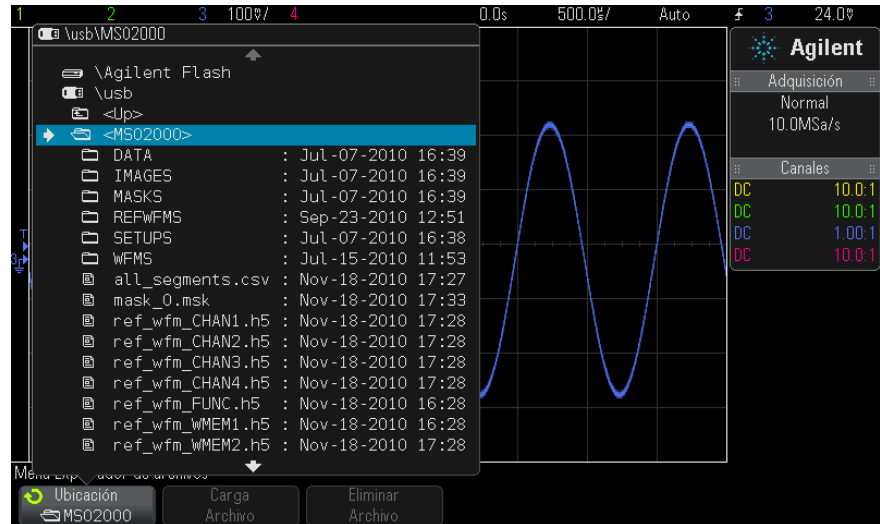 1 2 3 100V/ 4 0.0s 500.0 / Auto 3 24.0V
\usb\MSO2000
\Agilent Flash
\usb
<Up>
<MSO2000>
DATA : Jul-07-2010 16:39
IMAGES : Jul-07-2010 16:39
MASKS : Jul-07-2010 16:39
REFWFMS : Sep-23-2010 12:51
SETUPS : Jul-07-2010 16:38
WFMS : Jul-15-2010 11:53
all_segments.csv : Nov-18-2010 17:27
mask_0.msk : Nov-18-2010 17:33
ref_wfm_CHAN1.h5 : Nov-18-2010 17:28
ref_wfm_CHAN2.h5 : Nov-18-2010 17:28
ref_wfm_CHAN3.h5 : Nov-18-2010 17:28
ref_wfm_CHAN4.h5 : Nov-18-2010 17:28
ref_wfm_FUNC.h5 : Nov-18-2010 16:28
ref_wfm_WMEM1.h5 : Nov-18-2010 16:28
ref_wfm_WMEM2.h5 : Nov-18-2010 17:28
T
3
Agilent
Adquisición
Normal
10.0MSa/s
Canales
DC 10.0:1
DC 10.0:1
DC 1.00:1
DC 10.0:1
de archivos
Ubicación
MSO2000
Carga
Archivo
Eliminar
Archivo